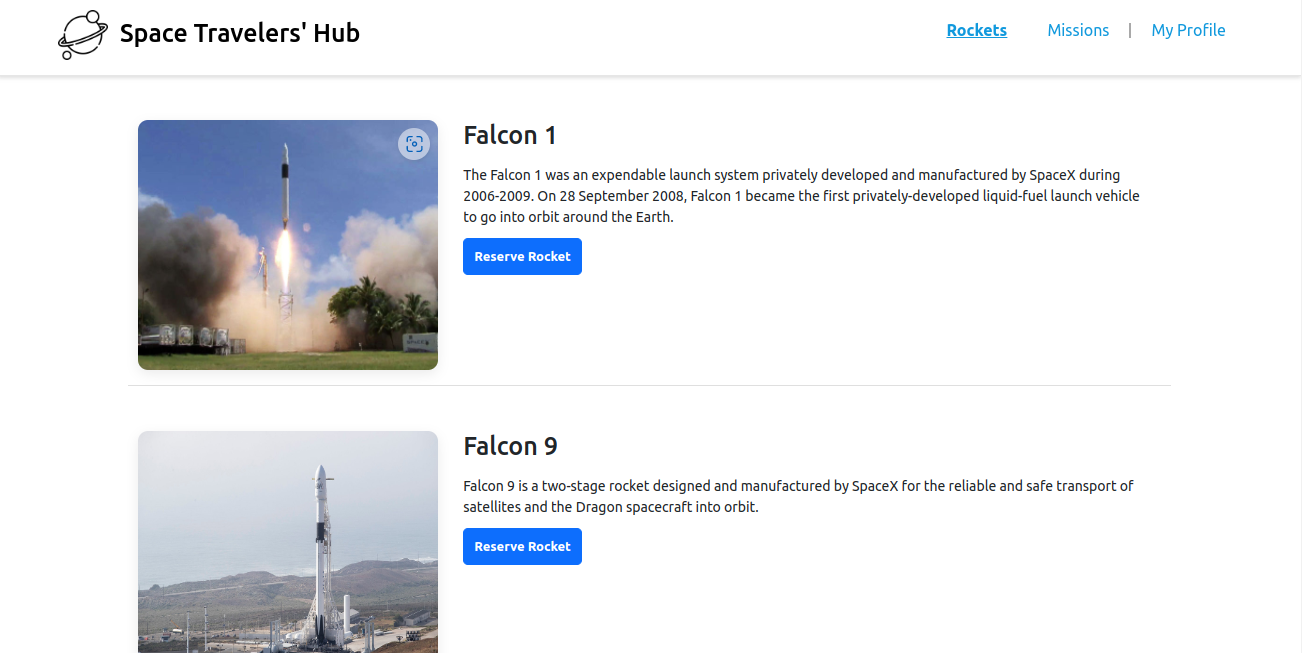 Space Travelers' Hub
Rockets
Missions
|
My Profile
Falcon 1
The Falcon 1 was an expendable launch system privately developed and manufactured by SpaceX during
2006-2009. On 28 September 2008, Falcon 1 became the first privately-developed liquid-fuel launch vehicle
to go into orbit around the Earth.
Reserve Rocket
Falcon 9
Falcon 9 is a two-stage rocket designed and manufactured by SpaceX for the reliable and safe transport of
satellites and the Dragon spacecraft into orbit.
Reserve Rocket